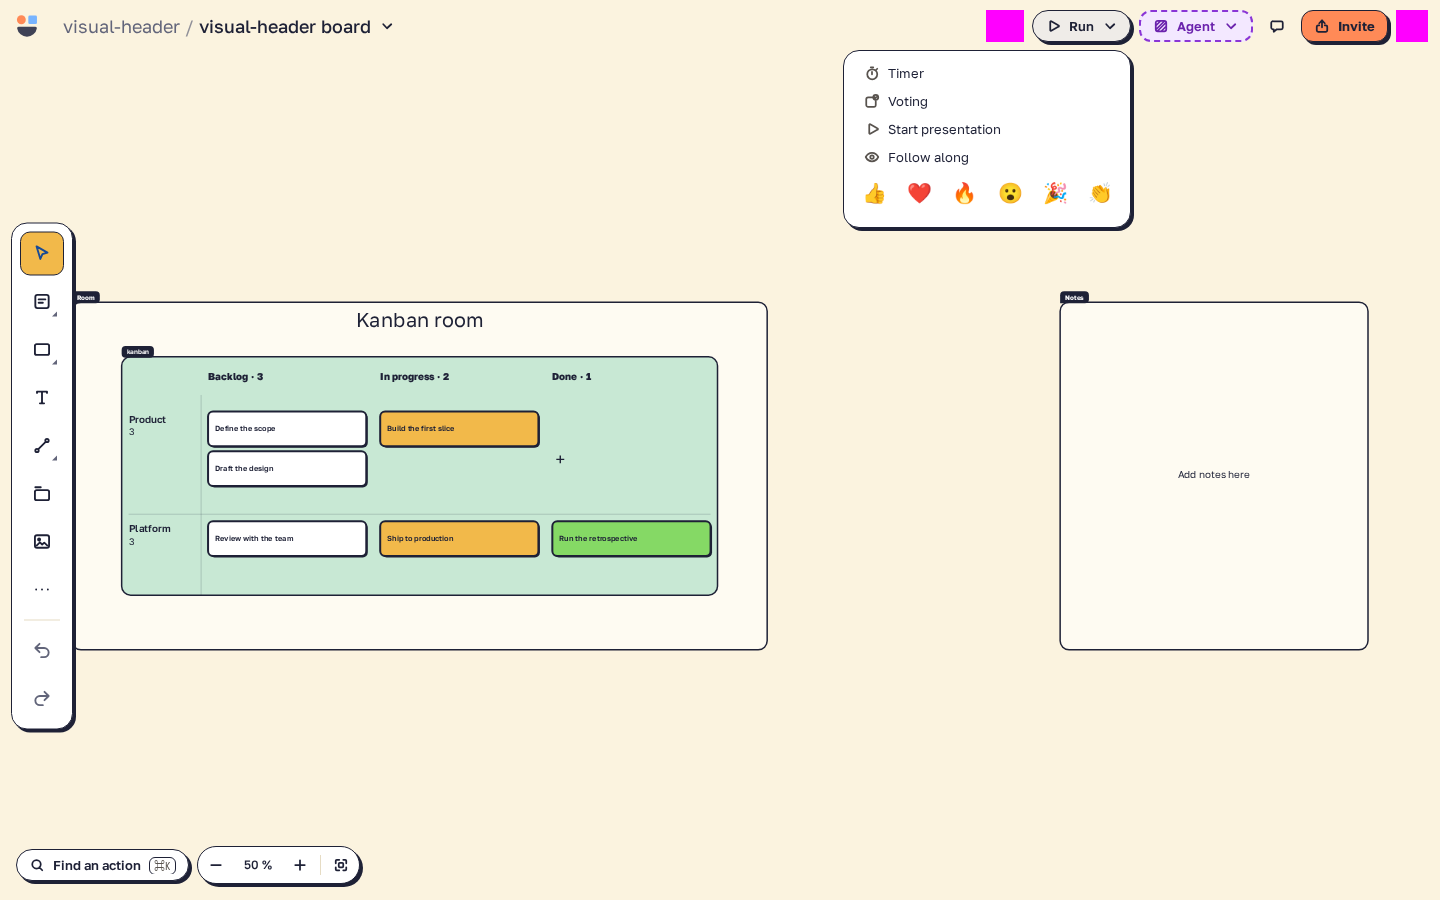 visual-header / visual-header board
Run
Agent
Invite
Timer
Voting
Start presentation
Follow along
Room
Kanban room
kanban
Backlog · 3
In progress · 2
Done · 1
Product
3
Define the scope
Build the first slice
Draft the design
+
Platform
3
Review with the team
Ship to production
Run the retrospective
Notes
Add notes here
Find an action ⌘K
50 %